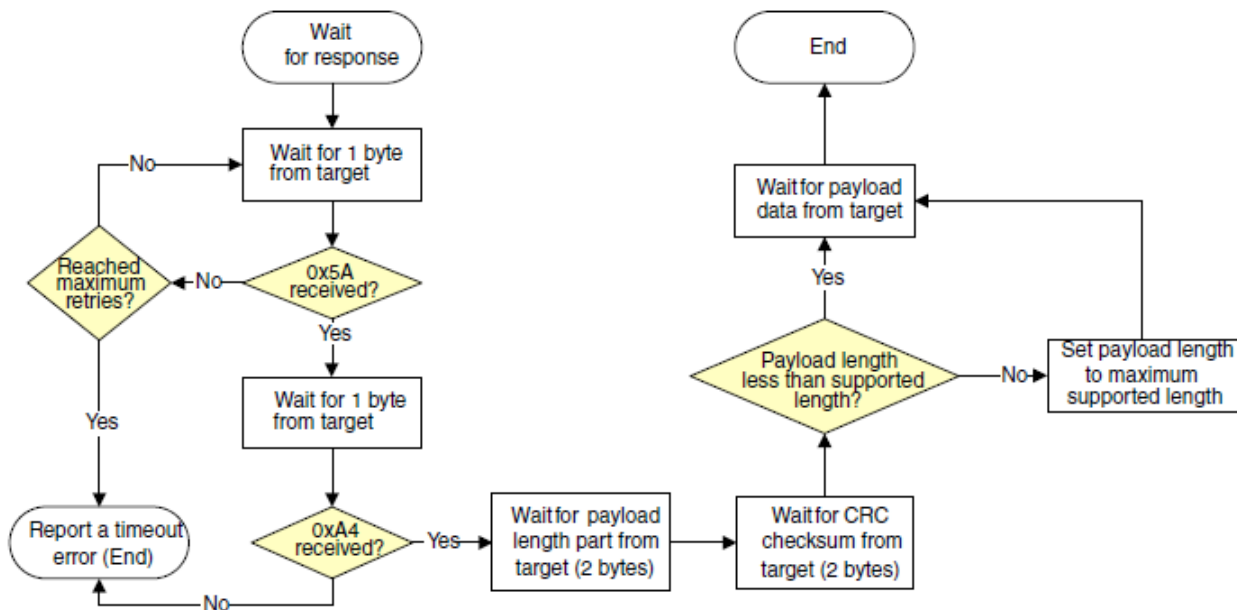 Wait
for response
End
Wait for 1 byte
from target
No
Wait for payload
data from target
Reached
maximum
retries?
No
0x5A
received?
Yes
Yes
Payload length
less than supported
length?
No
Set payload length
to maximum
supported length
Wait for 1 byte
from target
Yes
Report a timeout
error (End)
0xA4
received?
Yes
Wait for payload
length part from
target (2 bytes)
Wait for CRC
checksum from
target (2 bytes)
No